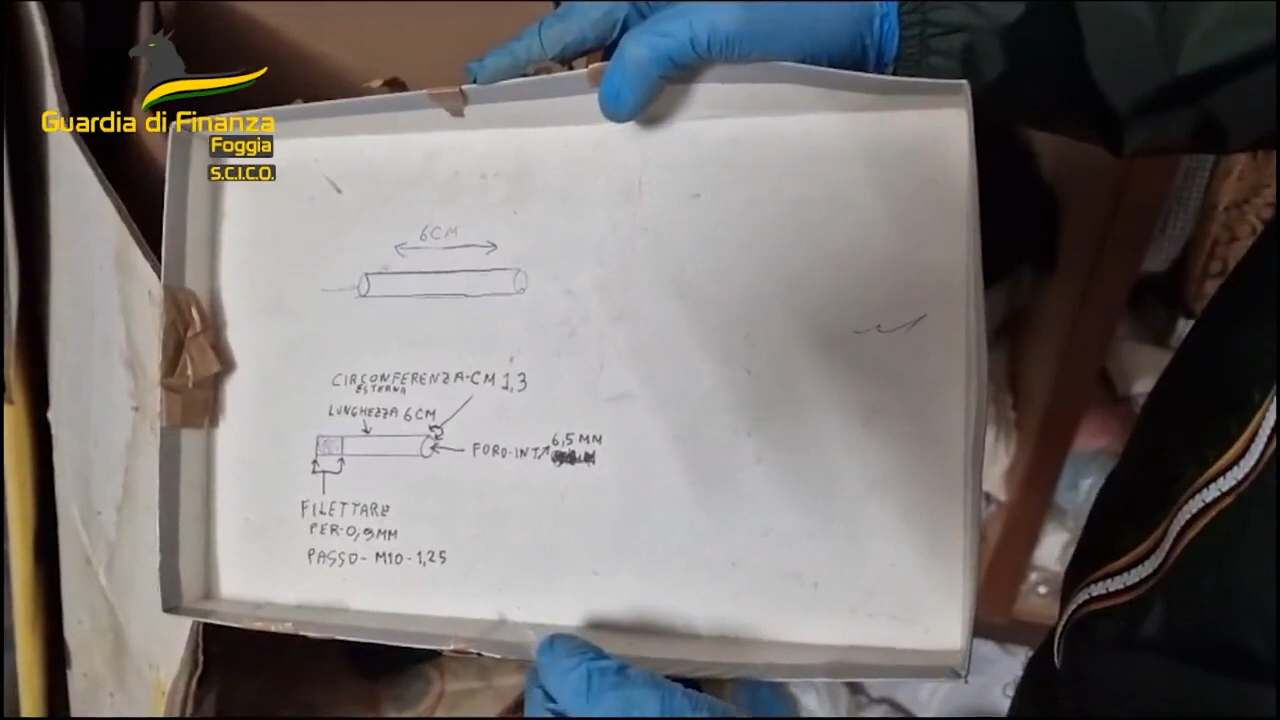 Guardia di Finanza
Foggia
S.C.I.C.O.
6CM
CIRCONFERENZA-CM 1,3
ESTERNA
LUNGHEZZA 6CM
FORO-INT 6,5 MM
FILETTARE
PER-0,9MM
PASSO- M10-1,25